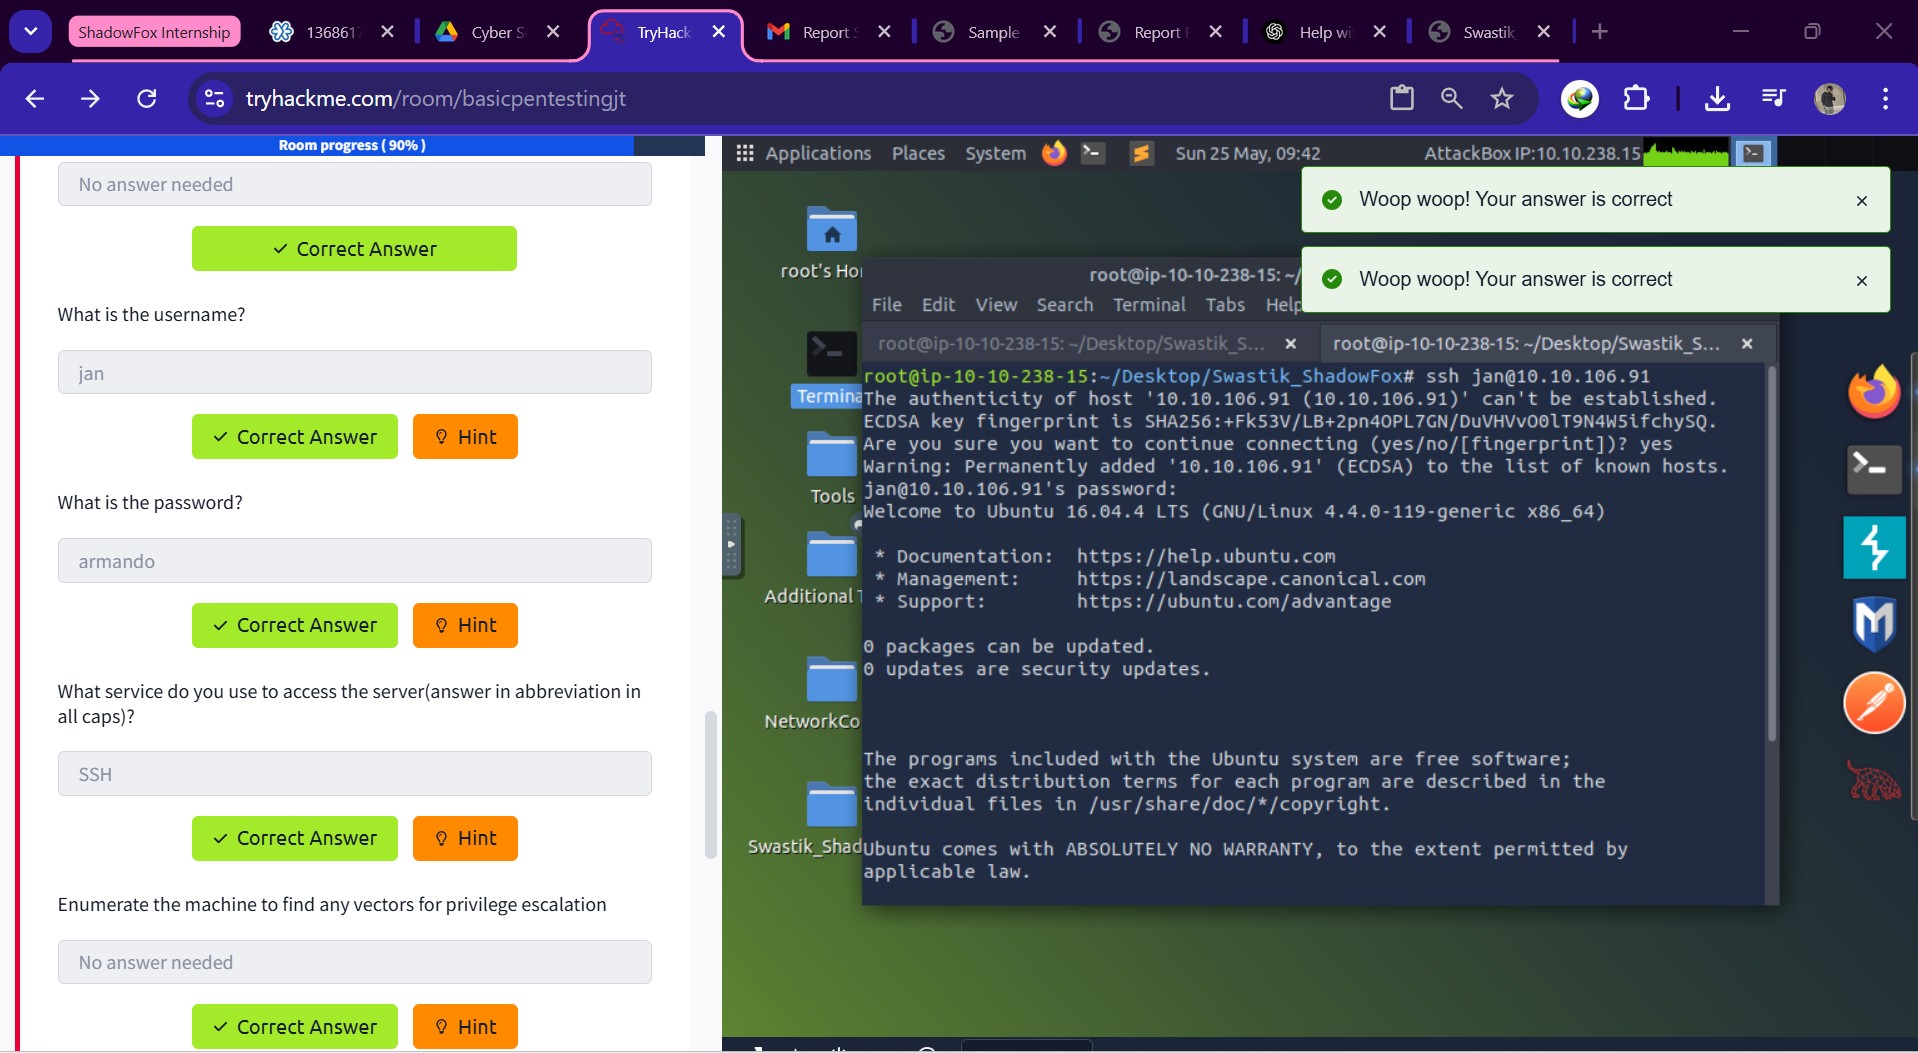 ShadowFox Internship
136861
Cyber S
TryHack
Report S
Sample
Report F
Help wi
Swastik
tryhackme.com/room/basicpentestingjt
Room progress ( 90% )
No answer needed
Correct Answer
What is the username?
jan
Correct Answer
Hint
What is the password?
armando
Correct Answer
Hint
What service do you use to access the server(answer in abbreviation in
all caps)?
SSH
Correct Answer
Hint
Enumerate the machine to find any vectors for privilege escalation
No answer needed
Correct Answer
Hint
Applications Places System Sun 25 May, 09:42 AttackBox IP:10.10.238.15
Woop woop! Your answer is correct
Woop woop! Your answer is correct
root's Ho
Termina
Tools
Additional T
NetworkCo
Swastik_Shad
root@ip-10-10-238-15: ~/
File Edit View Search Terminal Tabs Help
root@ip-10-10-238-15: ~/Desktop/Swastik_S...
root@ip-10-10-238-15: ~/Desktop/Swastik_S...
root@ip-10-10-238-15:~/Desktop/Swastik_ShadowFox# ssh jan@10.10.106.91
The authenticity of host '10.10.106.91 (10.10.106.91)' can't be established.
ECDSA key fingerprint is SHA256:+Fk53V/LB+2pn4OPL7GN/DuVHVvO0lT9N4W5ifchySQ.
Are you sure you want to continue connecting (yes/no/[fingerprint])? yes
Warning: Permanently added '10.10.106.91' (ECDSA) to the list of known hosts.
jan@10.10.106.91's password:
Welcome to Ubuntu 16.04.4 LTS (GNU/Linux 4.4.0-119-generic x86_64)
* Documentation: https://help.ubuntu.com
* Management: https://landscape.canonical.com
* Support: https://ubuntu.com/advantage
0 packages can be updated.
0 updates are security updates.
The programs included with the Ubuntu system are free software;
the exact distribution terms for each program are described in the
individual files in /usr/share/doc/*/copyright.
Ubuntu comes with ABSOLUTELY NO WARRANTY, to the extent permitted by
applicable law.